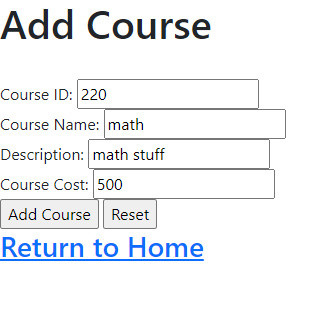 Add Course
Course ID: 220
Course Name: math
Description: math stuff
Course Cost: 500
Add Course Reset
Return to Home